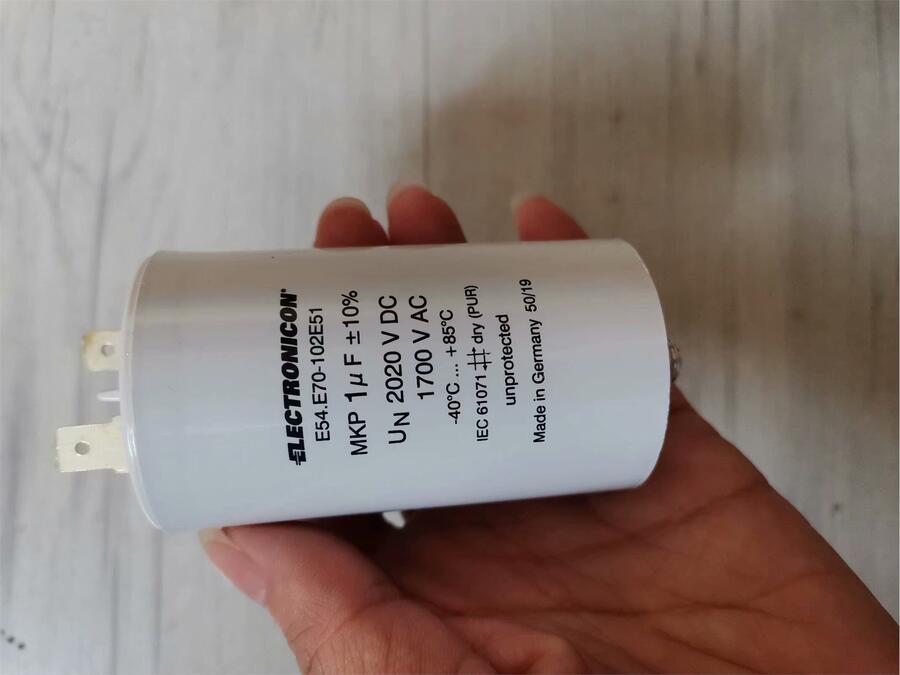 ELECTRONICON®
E54.E70-102E51
MKP 1μF ±10%
UN 2020 V DC
1700 V AC
-40°C ... +85°C
IEC 61071 dry (PUR)
unprotected
Made in Germany 50/19